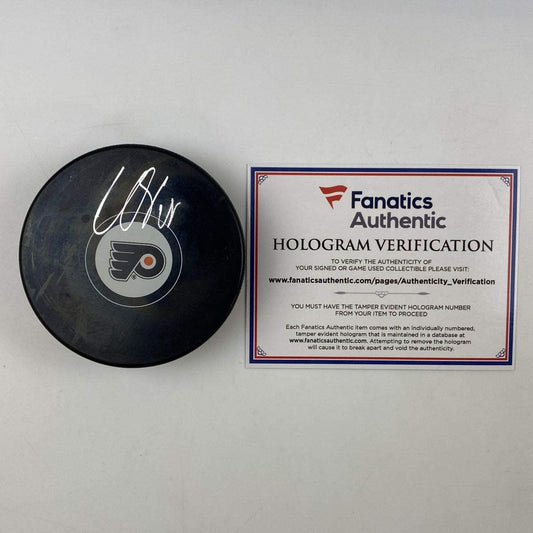 Fanatics
Authentic
HOLOGRAM VERIFICATION
TO VERIFY THE AUTHENTICITY OF
YOUR SIGNED OR GAME USED COLLECTIBLE PLEASE VISIT:
www.fanaticsauthentic.com/pages/Authenticity_Verification
YOU MUST HAVE THE TAMPER EVIDENT HOLOGRAM NUMBER
FROM YOUR ITEM TO PROCEED
Each Fanatics Authentic item comes with an individually numbered,
tamper evident hologram that is maintained in a database at
www.fanaticsauthentic.com. Attempting to remove the hologram
will cause it to break apart and void the authenticity.